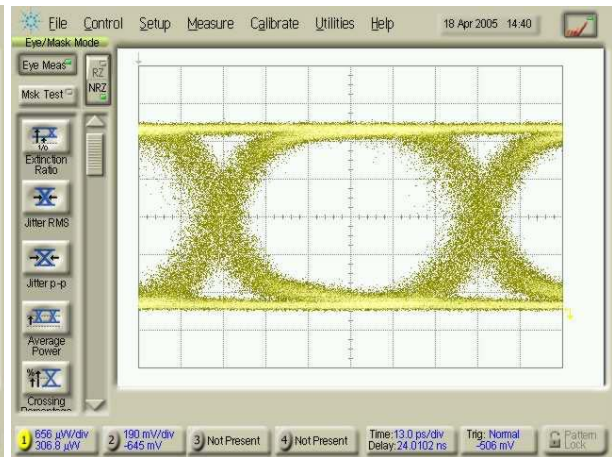 File Control Setup Measure Calibrate Utilities Help 18 Apr 2005 14:40
Eye/Mask Mode
Eye Meas
RZ
NRZ
Msk Test
1/0
Extinction
Ratio
Jitter RMS
Jitter p-p
Average
Power
%
Crossing
1 656 µW/div
306.8 µW
2 190 mV/div
-645 mV
3 Not Present
4 Not Present
Time:13.0 ps/div
Delay:24.0102 ns
Trig: Normal
-506 mV
Pattern
Lock